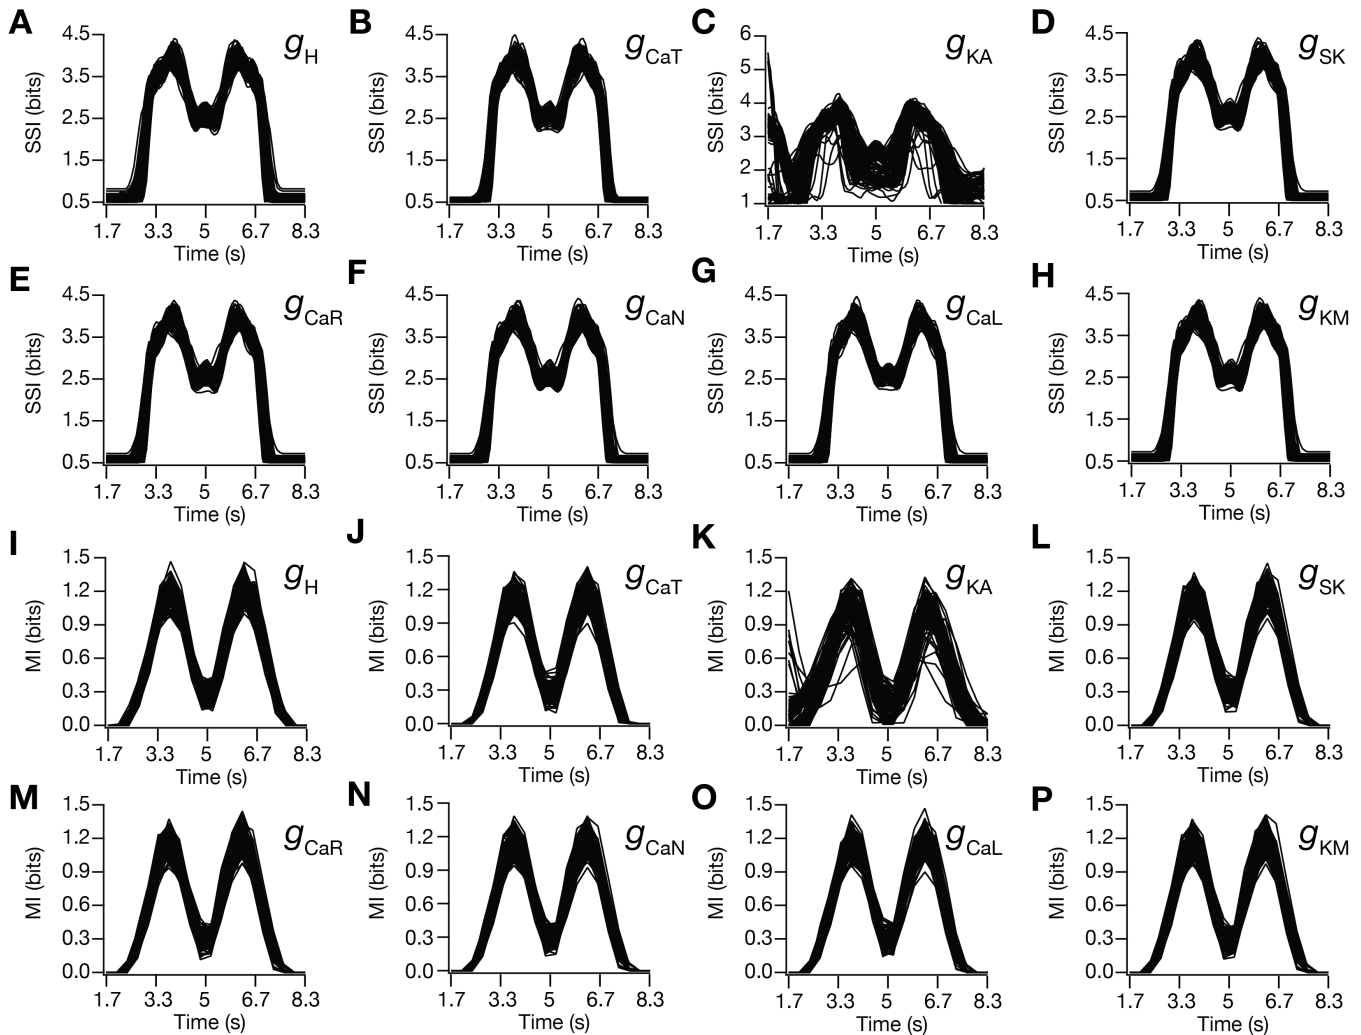 A
B
C
D
g_H
g_CaT
g_KA
g_SK
SSI (bits)
4.5
3.5
2.5
1.5
0.5
1.7 3.3 5 6.7 8.3
Time (s)
SSI (bits)
4.5
3.5
2.5
1.5
0.5
1.7 3.3 5 6.7 8.3
Time (s)
SSI (bits)
6
5
4
3
2
1
1.7 3.3 5 6.7 8.3
Time (s)
SSI (bits)
4.5
3.5
2.5
1.5
0.5
1.7 3.3 5 6.7 8.3
Time (s)
E
F
G
H
g_CaR
g_CaN
g_CaL
g_KM
SSI (bits)
4.5
3.5
2.5
1.5
0.5
1.7 3.3 5 6.7 8.3
Time (s)
SSI (bits)
4.5
3.5
2.5
1.5
0.5
1.7 3.3 5 6.7 8.3
Time (s)
SSI (bits)
4.5
3.5
2.5
1.5
0.5
1.7 3.3 5 6.7 8.3
Time (s)
SSI (bits)
4.5
3.5
2.5
1.5
0.5
1.7 3.3 5 6.7 8.3
Time (s)
I
J
K
L
g_H
g_CaT
g_KA
g_SK
MI (bits)
1.5
1.2
0.9
0.6
0.3
0.0
1.7 3.3 5 6.7 8.3
Time (s)
MI (bits)
1.5
1.2
0.9
0.6
0.3
0.0
1.7 3.3 5 6.7 8.3
Time (s)
MI (bits)
1.5
1.2
0.9
0.6
0.3
0.0
1.7 3.3 5 6.7 8.3
Time (s)
MI (bits)
1.5
1.2
0.9
0.6
0.3
0.0
1.7 3.3 5 6.7 8.3
Time (s)
M
N
O
P
g_CaR
g_CaN
g_CaL
g_KM
MI (bits)
1.5
1.2
0.9
0.6
0.3
0.0
1.7 3.3 5 6.7 8.3
Time (s)
MI (bits)
1.5
1.2
0.9
0.6
0.3
0.0
1.7 3.3 5 6.7 8.3
Time (s)
MI (bits)
1.5
1.2
0.9
0.6
0.3
0.0
1.7 3.3 5 6.7 8.3
Time (s)
MI (bits)
1.5
1.2
0.9
0.6
0.3
0.0
1.7 3.3 5 6.7 8.3
Time (s)